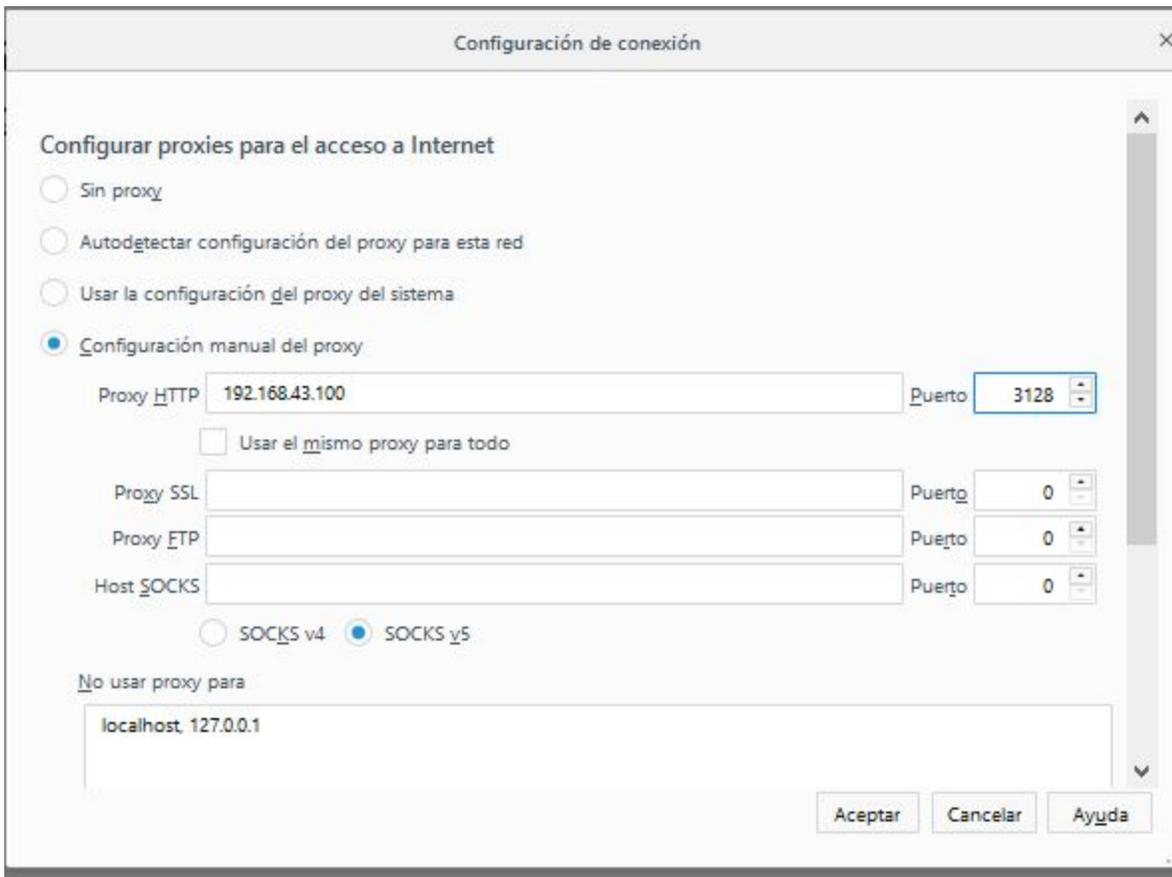 Configuración de conexión
Configurar proxies para el acceso a Internet
Sin proxy
Autodetectar configuración del proxy para esta red
Usar la configuración del proxy del sistema
Configuración manual del proxy
Proxy HTTP 192.168.43.100 Puerto 3128
Usar el mismo proxy para todo
Proxy SSL Puerto 0
Proxy FTP Puerto 0
Host SOCKS Puerto 0
SOCKS v4 SOCKS v5
No usar proxy para
localhost, 127.0.0.1
Aceptar Cancelar Ayuda